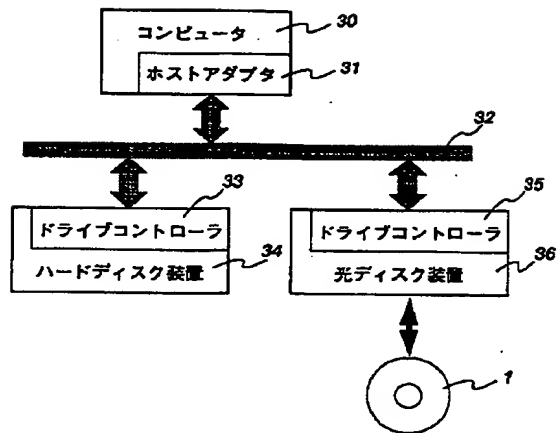 コンピュータ
30
ホストアダプタ
31
32
33
ドライブコントローラ
34
ハードディスク装置
35
ドライブコントローラ
36
光ディスク装置
1